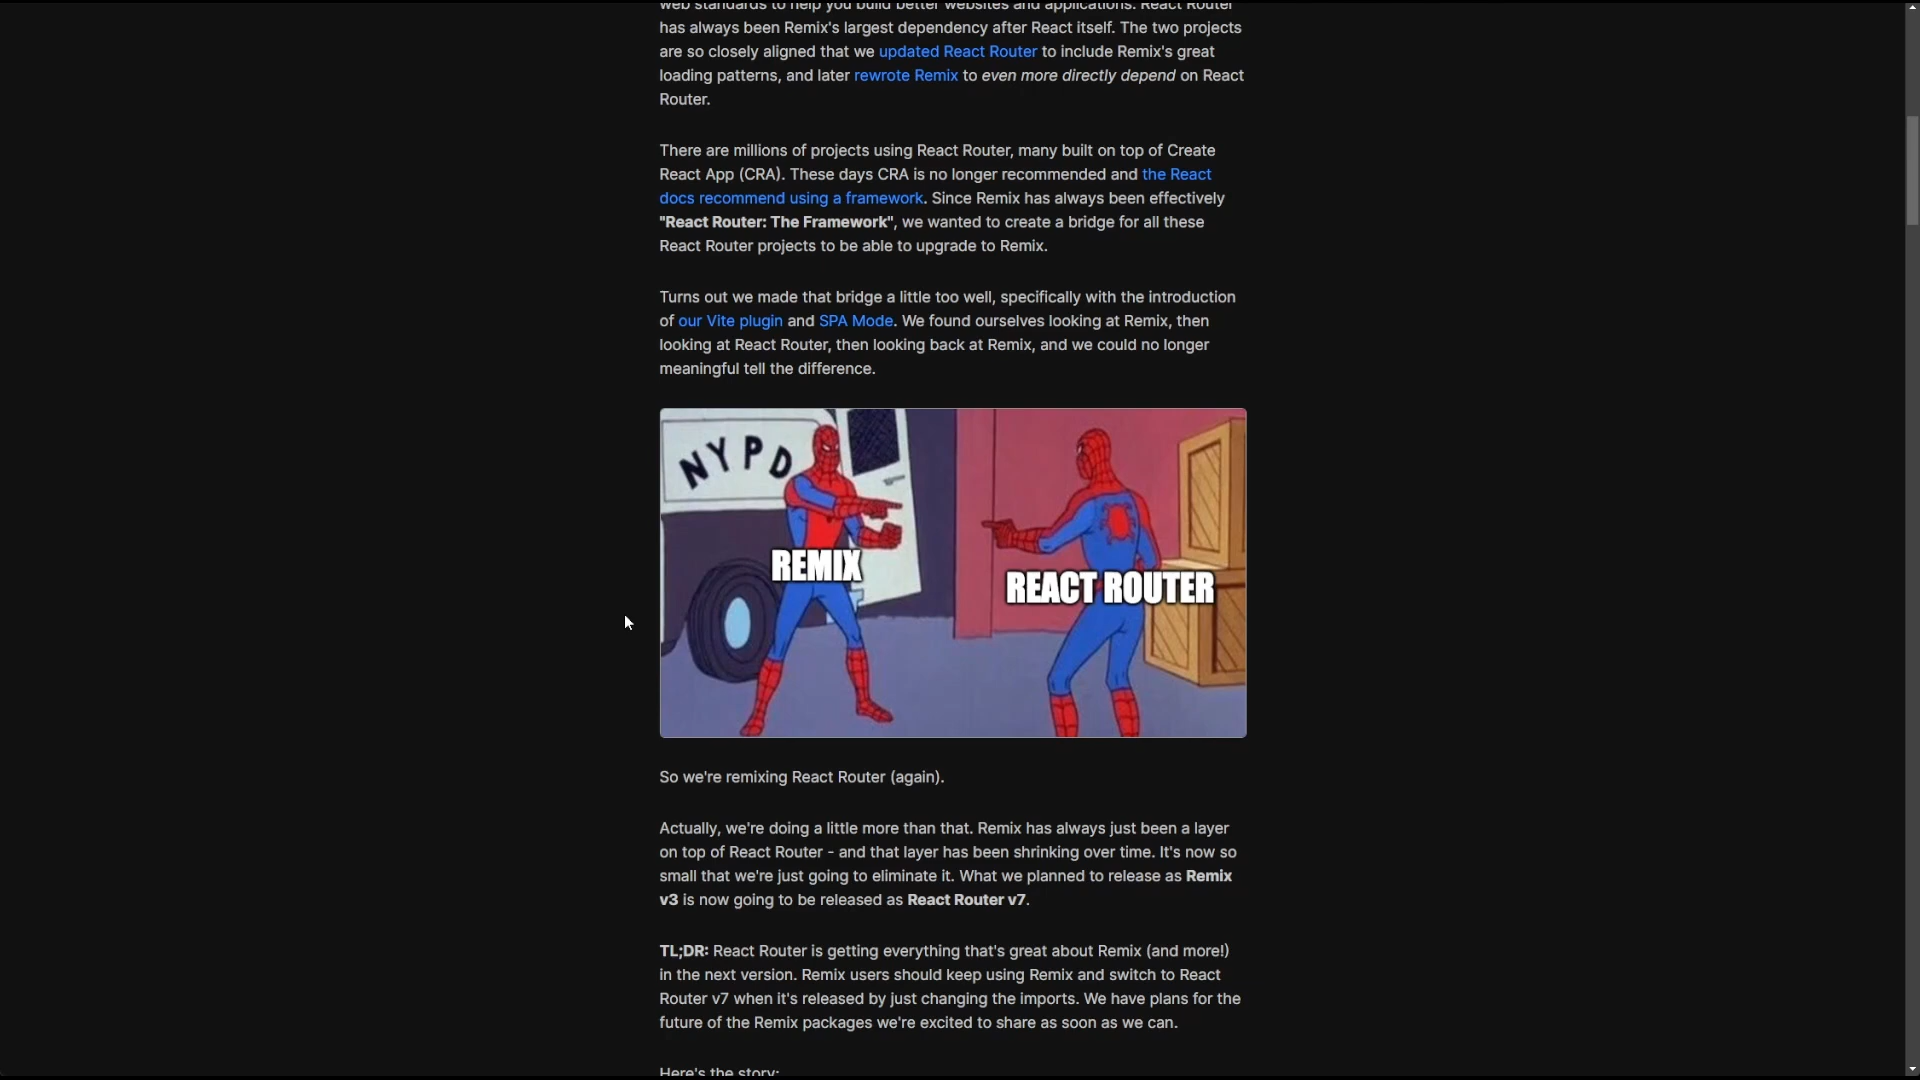 web standards to help you build better websites and applications. React Router
has always been Remix's largest dependency after React itself. The two projects
are so closely aligned that we updated React Router to include Remix's great
loading patterns, and later rewrote Remix to even more directly depend on React
Router.
There are millions of projects using React Router, many built on top of Create
React App (CRA). These days CRA is no longer recommended and the React
docs recommend using a framework. Since Remix has always been effectively
"React Router: The Framework", we wanted to create a bridge for all these
React Router projects to be able to upgrade to Remix.
Turns out we made that bridge a little too well, specifically with the introduction
of our Vite plugin and SPA Mode. We found ourselves looking at Remix, then
looking at React Router, then looking back at Remix, and we could no longer
meaningful tell the difference.
NYPD
REMIX
REACT ROUTER
So we're remixing React Router (again).
Actually, we're doing a little more than that. Remix has always just been a layer
on top of React Router - and that layer has been shrinking over time. It's now so
small that we're just going to eliminate it. What we planned to release as Remix
v3 is now going to be released as React Router v7.
TL;DR: React Router is getting everything that's great about Remix (and more!)
in the next version. Remix users should keep using Remix and switch to React
Router v7 when it's released by just changing the imports. We have plans for the
future of the Remix packages we're excited to share as soon as we can.
Here's the story: